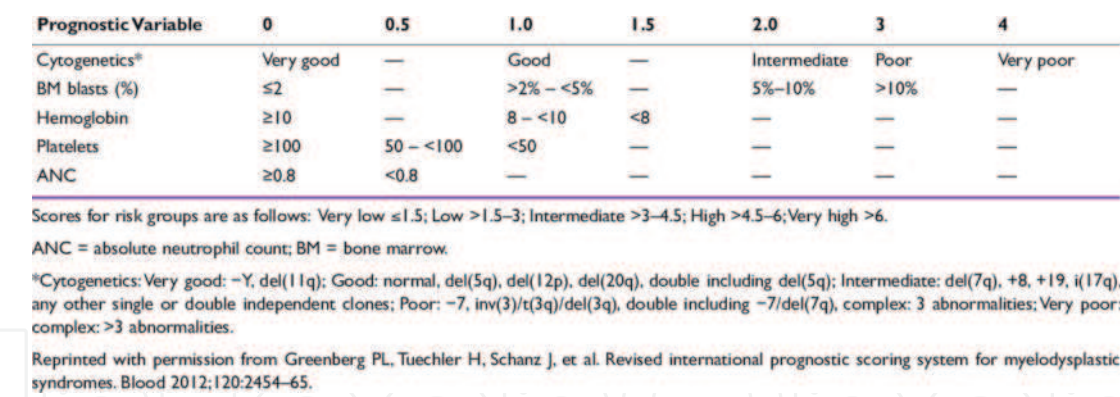 Prognostic Variable 0 0.5 1.0 1.5 2.0 3 4
Cytogenetics* Very good — Good — Intermediate Poor Very poor
BM blasts (%) ≤2 — >2% – <5% — 5%–10% >10% —
Hemoglobin ≥10 — 8 – <10 <8 — — —
Platelets ≥100 50 – <100 <50 — — — —
ANC ≥0.8 <0.8 — — — — —
Scores for risk groups are as follows: Very low ≤1.5; Low >1.5–3; Intermediate >3–4.5; High >4.5–6; Very high >6.
ANC = absolute neutrophil count; BM = bone marrow.
*Cytogenetics: Very good: −Y, del(11q); Good: normal, del(5q), del(12p), del(20q), double including del(5q); Intermediate: del(7q), +8, +19, i(17q),
any other single or double independent clones; Poor: −7, inv(3)/t(3q)/del(3q), double including −7/del(7q), complex: 3 abnormalities; Very poor:
complex: >3 abnormalities.
Reprinted with permission from Greenberg PL, Tuechler H, Schanz J, et al. Revised international prognostic scoring system for myelodysplastic
syndromes. Blood 2012;120:2454–65.